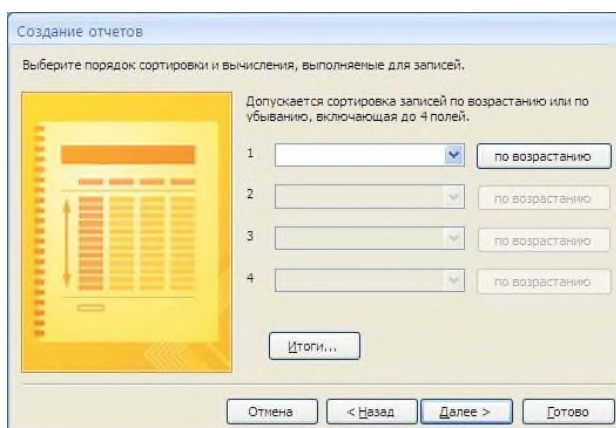 Создание отчетов
Выберите порядок сортировки и вычисления, выполняемые для записей.
Допускается сортировка записей по возрастанию или по
убыванию, включающая до 4 полей.
1 по возрастанию
2 по возрастанию
3 по возрастанию
4 по возрастанию
Итоги...
Отмена < Назад Далее > Готово